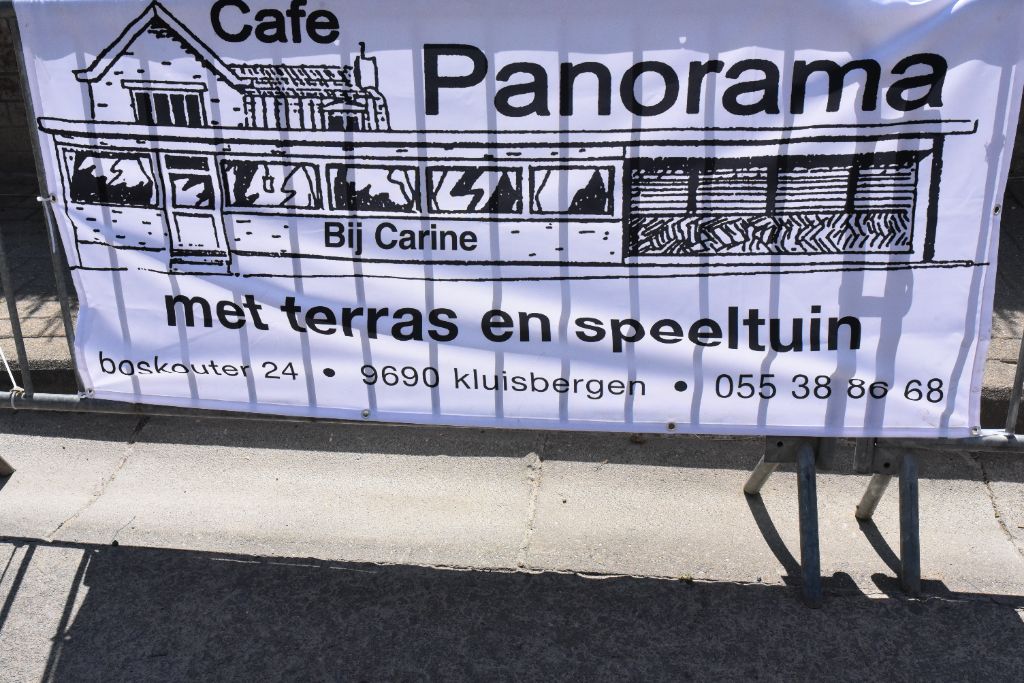 Cafe
Panorama
Bij Carine
met terras en speeltuin
boskouter 24 • 9690 kluisbergen • 055 38 86 68